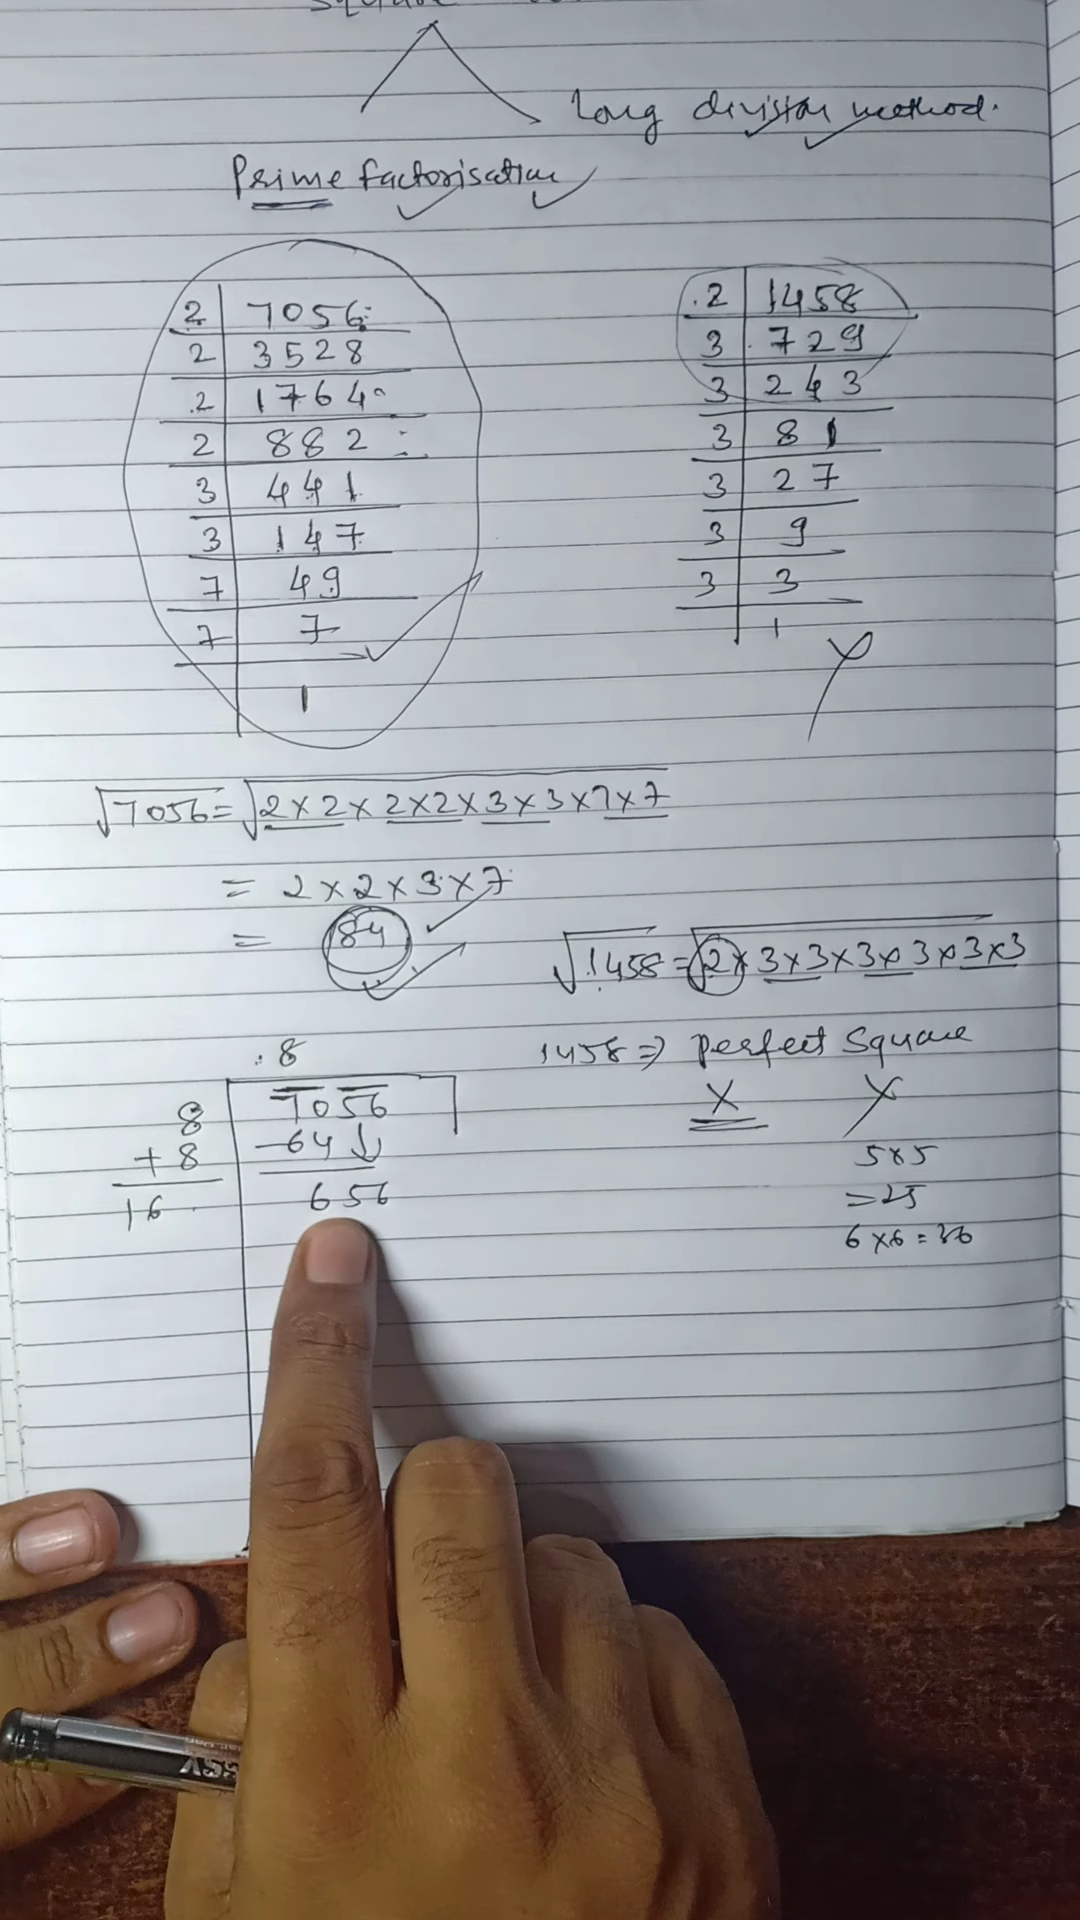 Square
Long division method.
Prime factorisation
2 | 7056
2 | 3528
2 | 1764
2 | 882
3 | 441
3 | 147
7 | 49
7 | 7
1
2 | 1458
3 | 729
3 | 243
3 | 81
3 | 27
3 | 9
3 | 3
1
√7056 = √2×2×2×2×3×3×7×7
= 2×2×3×7
= 84
√1458 = √2×3×3×3×3×3×3
1458 ⇒ perfect Square
X
5×5
=25
6×6=36
8
8 | 7056
+8 | -64↓
16 | 656